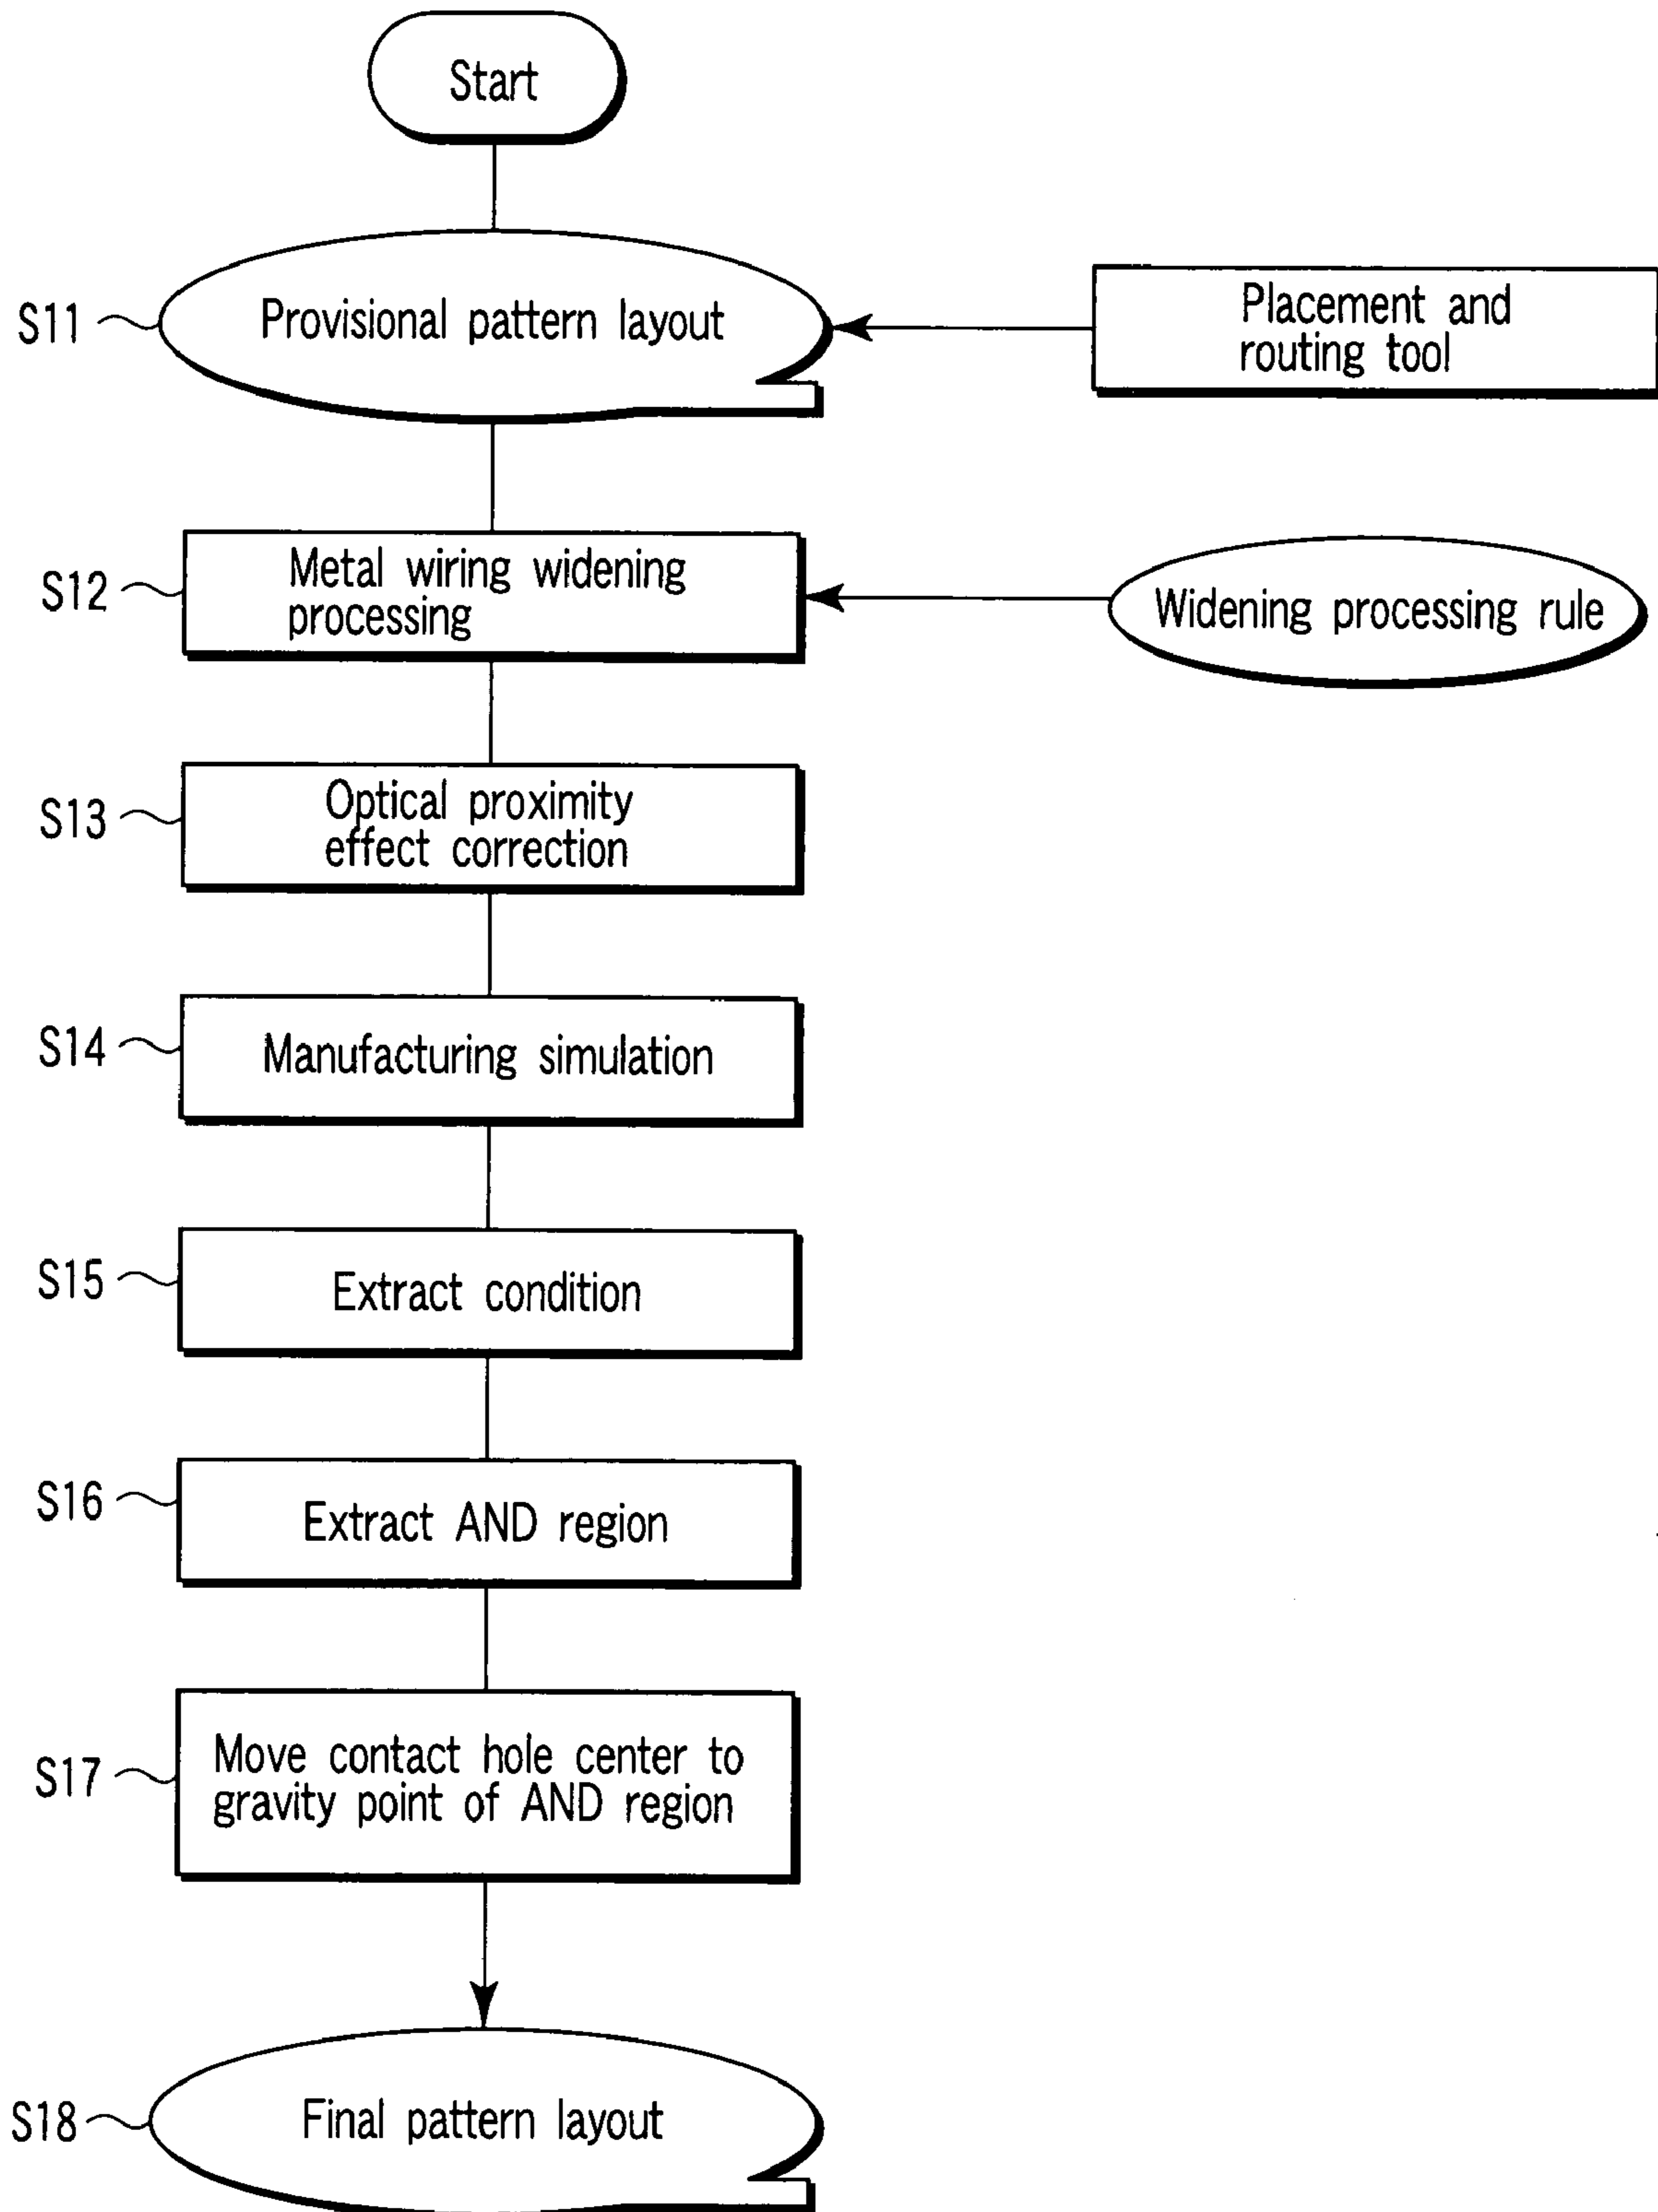 Start
S11
Provisional pattern layout
Placement and
routing tool
S12
Metal wiring widening
processing
Widening processing rule
S13
Optical proximity
effect correction
S14
Manufacturing simulation
S15
Extract condition
S16
Extract AND region
S17
Move contact hole center to
gravity point of AND region
S18
Final pattern layout